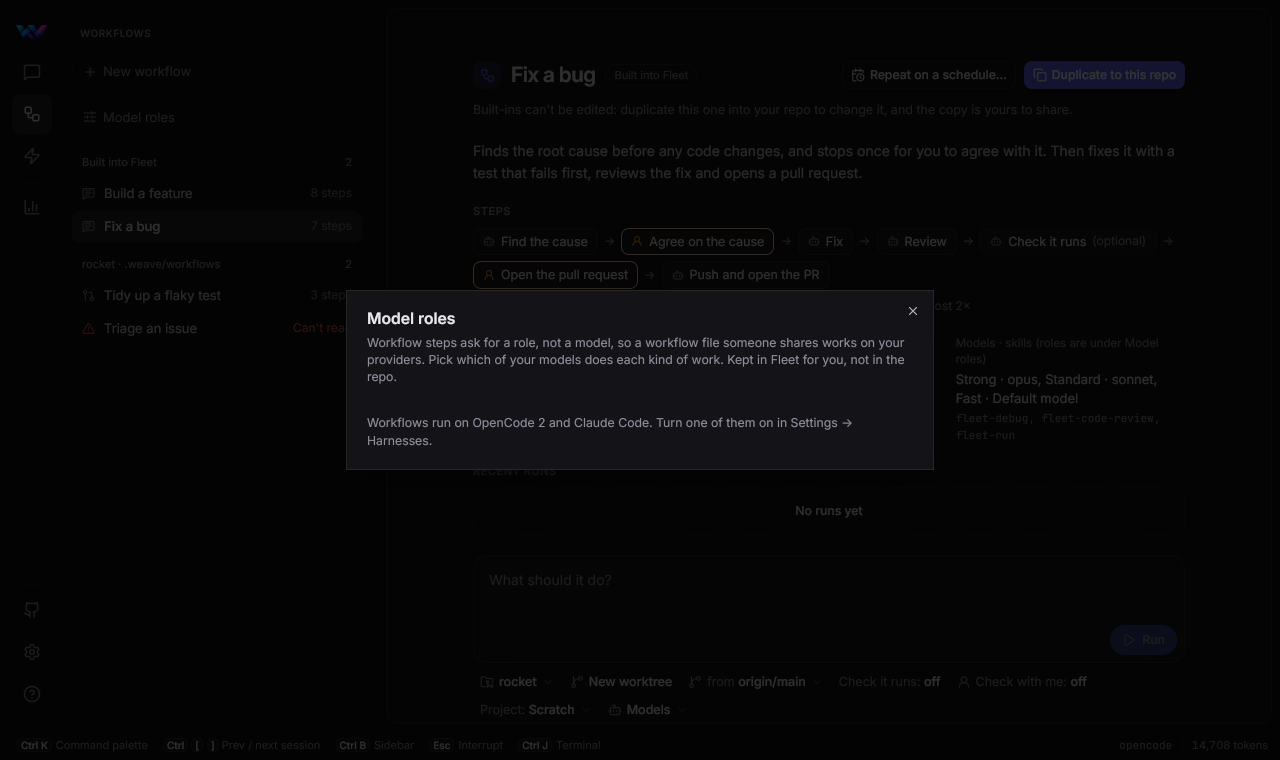 WORKFLOWS
New workflow
Model roles
Built into Fleet 2
Build a feature 8 steps
Fix a bug 7 steps
rocket · .weave/workflows 2
Tidy up a flaky test 3 step
Triage an issue Can't rea
Fix a bug Built into Fleet Repeat on a schedule... Duplicate to this repo
Built-ins can't be edited: duplicate this one into your repo to change it, and the copy is yours to share.
Finds the root cause before any code changes, and stops once for you to agree with it. Then fixes it with a
test that fails first, reviews the fix and opens a pull request.
STEPS
Find the cause → Agree on the cause → Fix → Review → Check it runs (optional) →
Open the pull request → Push and open the PR
ost 2×
Model roles
Workflow steps ask for a role, not a model, so a workflow file someone shares works on your
providers. Pick which of your models does each kind of work. Kept in Fleet for you, not in the
repo.
Workflows run on OpenCode 2 and Claude Code. Turn one of them on in Settings →
Harnesses.
Models · skills (roles are under Model
roles)
Strong · opus, Standard · sonnet,
Fast · Default model
fleet-debug, fleet-code-review,
fleet-run
RECENT RUNS
No runs yet
What should it do?
Run
rocket New worktree from origin/main Check it runs: off Check with me: off
Project: Scratch Models
Ctrl K Command palette Ctrl [ ] Prev / next session Ctrl B Sidebar Esc Interrupt Ctrl J Terminal opencode 14,708 tokens